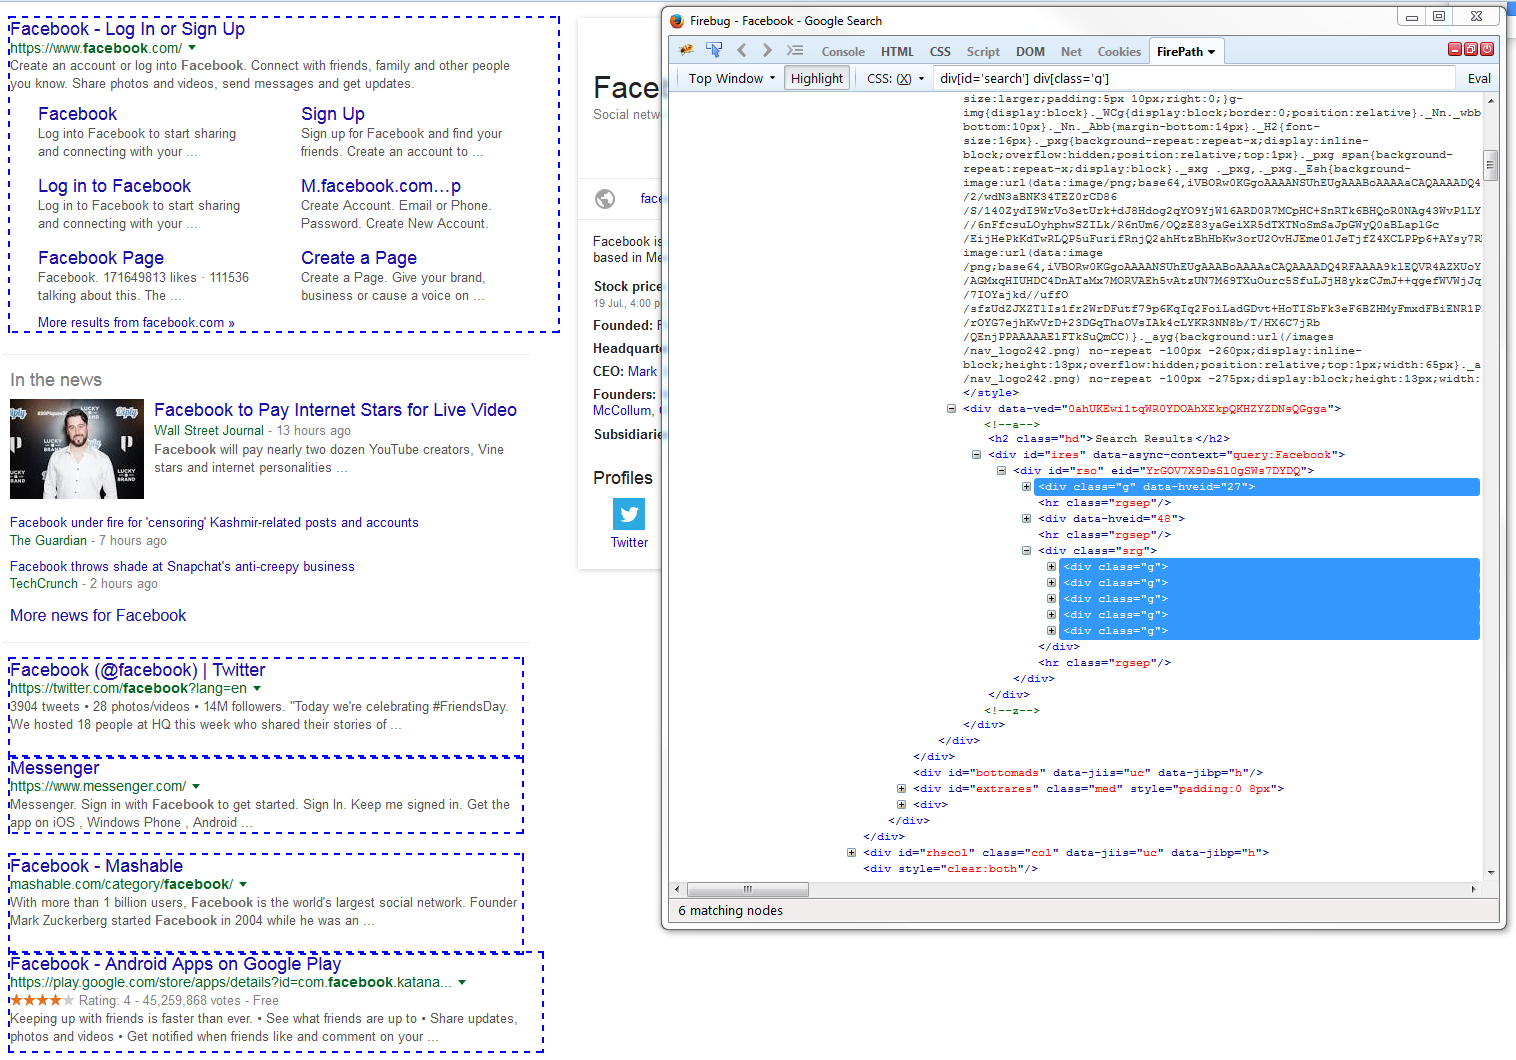 Facebook - Log In or Sign Up
https://www.facebook.com/
Create an account or log into Facebook. Connect with friends, family and other people
you know. Share photos and videos, send messages and get updates.
Facebook
Log into Facebook to start sharing
and connecting with your ...
Sign Up
Sign up for Facebook and find your
friends. Create an account to ...
Log in to Facebook
Log in to Facebook to start sharing
and connecting with your ...
M.facebook.com...p
Create Account. Email or Phone.
Password. Create New Account.
Facebook Page
Facebook. 171649813 likes · 111536
talking about this. The ...
Create a Page
Create a Page. Give your brand,
business or cause a voice on ...
More results from facebook.com »
In the news
Facebook to Pay Internet Stars for Live Video
Wall Street Journal - 13 hours ago
Facebook will pay nearly two dozen YouTube creators, Vine
stars and internet personalities ...
Facebook under fire for 'censoring' Kashmir-related posts and accounts
The Guardian - 7 hours ago
Facebook throws shade at Snapchat's anti-creepy business
TechCrunch - 2 hours ago
More news for Facebook
Facebook (@facebook) | Twitter
https://twitter.com/facebook?lang=en
3904 tweets • 28 photos/videos • 14M followers. "Today we're celebrating #FriendsDay.
We hosted 18 people at HQ this week who shared their stories of ...
Messenger
https://www.messenger.com/
Messenger. Sign in with Facebook to get started. Sign In. Keep me signed in. Get the
app on iOS , Windows Phone , Android ...
Facebook - Mashable
mashable.com/category/facebook/
With more than 1 billion users, Facebook is the world's largest social network. Founder
Mark Zuckerberg started Facebook in 2004 while he was an ...
Facebook - Android Apps on Google Play
https://play.google.com/store/apps/details?id=com.facebook.katana...
Rating: 4 - 45,259,868 votes - Free
Keeping up with friends is faster than ever. • See what friends are up to • Share updates,
photos and videos • Get notified when friends like and comment on your ...
Face
Social netw
face
Facebook is
based in Me
Stock price
19 Jul., 4:00 p
Founded: F
Headquarte
CEO: Mark
Founders:
McCollum,
Subsidiarie
Profiles
Twitter
Firebug - Facebook - Google Search
Console HTML CSS Script DOM Net Cookies FirePath
Top Window Highlight CSS: (X) div[id='search'] div[class='g'] Eval
size:larger;padding:5px 10px;right:0;}g-
img{display:block}._WCg{display:block;border:0;position:relative}._Nn._wbb
bottom:10px}._Nn._Abb{margin-bottom:14px}._H2{font-
size:16px}._pxg{background-repeat:repeat-x;display:inline-
block;overflow:hidden;position:relative;top:1px}._pxg span{background-
repeat:repeat-x;display:block}._sxg ._pxg,._pxg._Esh{background-
</style>
<div data-ved="0ahUKEwi1tqWR0YDOAhXEkpQKHZYZDNsQGgga">
<!--a-->
<h2 class="hd">Search Results</h2>
<div id="ires" data-async-context="query:Facebook">
<div id="rso" eid="YrGOV7X9DsSl0gSWs7DYDQ">
<div class="g" data-hveid="27">
<hr class="rgsep"/>
<div data-hveid="48">
<hr class="rgsep"/>
<div class="srg">
<div class="g">
<div class="g">
<div class="g">
<div class="g">
<div class="g">
</div>
<hr class="rgsep"/>
</div>
</div>
<!--z-->
</div>
</div>
</div>
<div id="bottomads" data-jiis="uc" data-jibp="h"/>
<div id="extrares" class="med" style="padding:0 8px">
<div>
</div>
</div>
<div id="rhscol" class="col" data-jiis="uc" data-jibp="h">
<div style="clear:both"/>
6 matching nodes